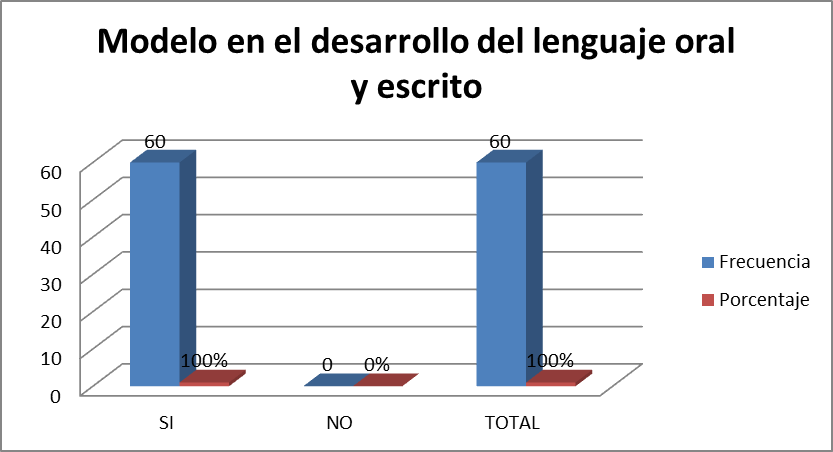 Modelo en el desarrollo del lenguaje oral
y escrito
60
50
40
30
20
10
0
60
100%
0
0%
60
100%
SI
NO
TOTAL
Frecuencia
Porcentaje